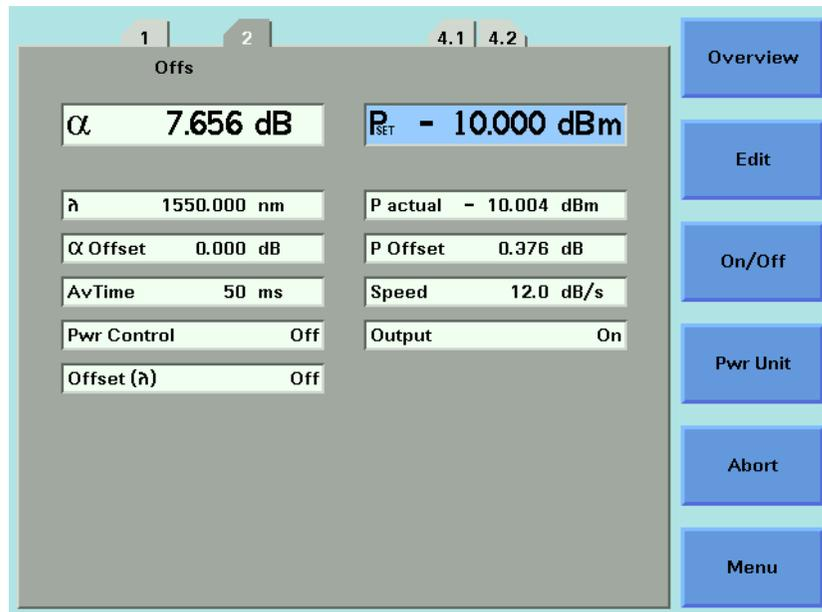 1 2 4.1 4.2
Offs
α 7.656 dB
PSET - 10.000 dBm
λ 1550.000 nm
P actual - 10.004 dBm
α Offset 0.000 dB
P Offset 0.376 dB
AvTime 50 ms
Speed 12.0 dB/s
Pwr Control Off
Output On
Offset (λ) Off
Overview
Edit
On/Off
Pwr Unit
Abort
Menu